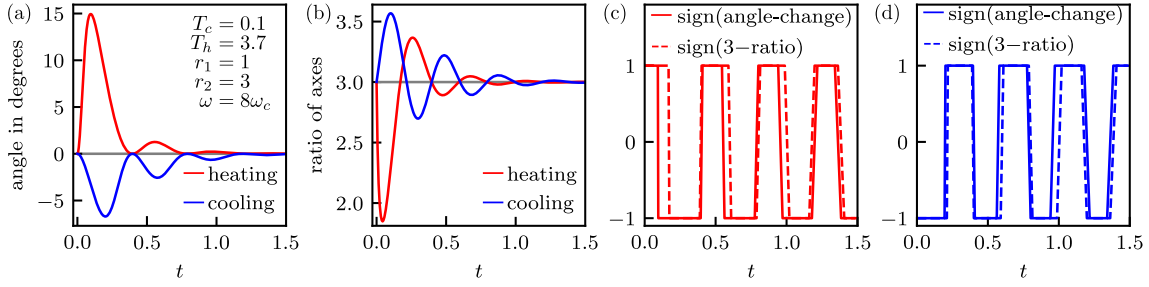 (a)
angle in degrees
15
10
5
0
−5
T_c = 0.1
T_h = 3.7
r_1 = 1
r_2 = 3
ω = 8ω_c
heating
cooling
0.0 0.5 1.0 1.5
t
(b)
ratio of axes
3.5
3.0
2.5
2.0
heating
cooling
0.0 0.5 1.0 1.5
t
(c)
sign(angle-change)
sign(3−ratio)
1
0
−1
0.0 0.5 1.0 1.5
t
(d)
sign(angle-change)
sign(3−ratio)
1
0
−1
0.0 0.5 1.0 1.5
t